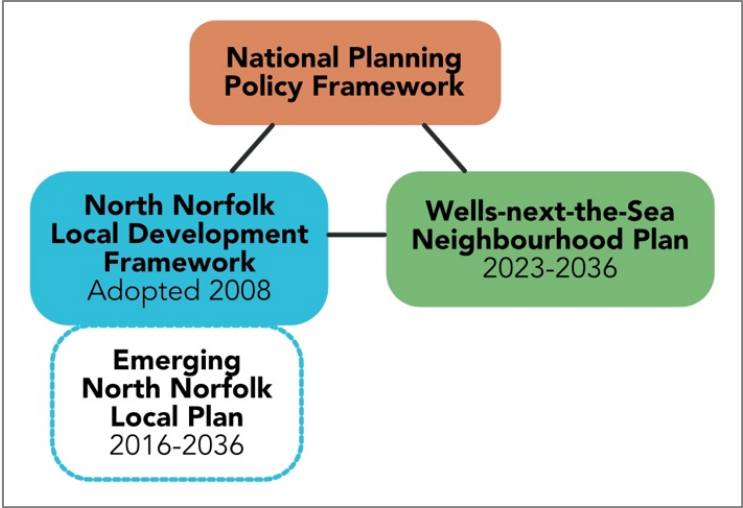 National Planning
Policy Framework
North Norfolk
Local Development
Framework
Adopted 2008
Wells-next-the-Sea
Neighbourhood Plan
2023-2036
Emerging
North Norfolk
Local Plan
2016-2036